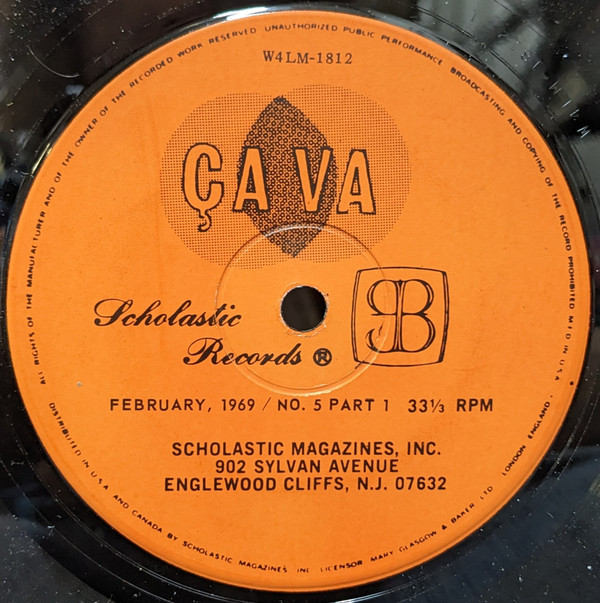 ALL RIGHTS OF THE MANUFACTURER AND OF THE OWNER OF THE RECORDED WORK RESERVED UNAUTHORIZED PUBLIC PERFORMANCE BROADCASTING AND COPYING OF THE RECORD PROHIBITED M'F'D IN U.S.A.
W4LM-1812
ÇA VA
Scholastic
Records ®
SB
FEBRUARY, 1969 / NO. 5 PART 1 33⅓ RPM
SCHOLASTIC MAGAZINES, INC.
902 SYLVAN AVENUE
ENGLEWOOD CLIFFS, N.J. 07632
DISTRIBUTED IN U.S.A. AND CANADA BY SCHOLASTIC MAGAZINES INC LICENSOR MARY GLASGOW & BAKER LTD LONDON ENGLAND.